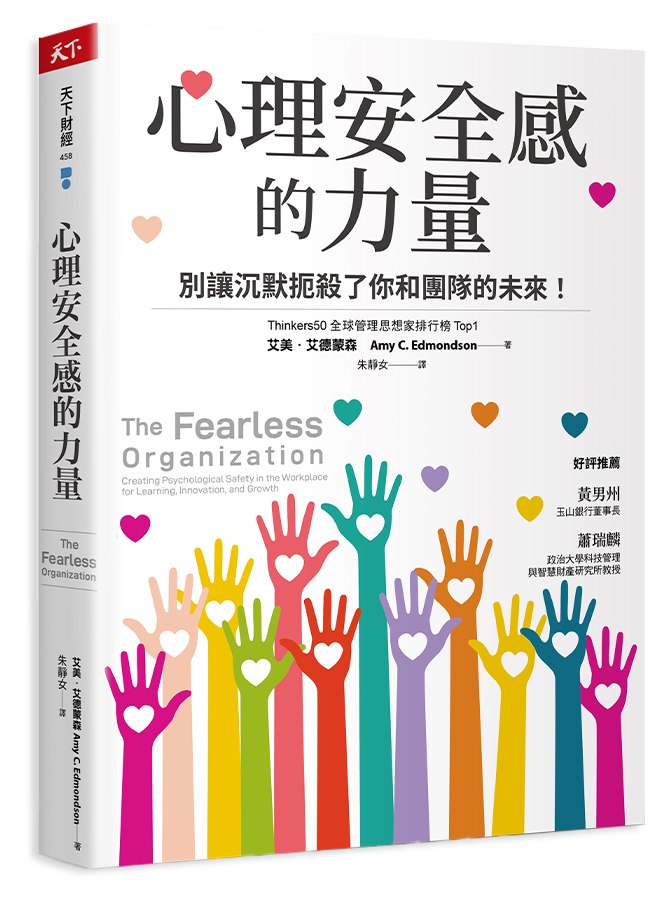 天下
天下財經
458
心理安全感的力量
The
Fearless
Organization
艾美・艾德蒙森 Amy C. Edmondson——著
朱靜女——譯
心理安全感
的力量
別讓沉默扼殺了你和團隊的未來！
Thinkers50 全球管理思想家排行榜 Top1
艾美・艾德蒙森 Amy C. Edmondson——著
朱靜女——譯
The Fearless
Organization
Creating Psychological Safety in the Workplace
for Learning, Innovation, and Growth
好評推薦
黃男州
玉山銀行董事長
蕭瑞麟
政治大學科技管理
與智慧財產研究所教授